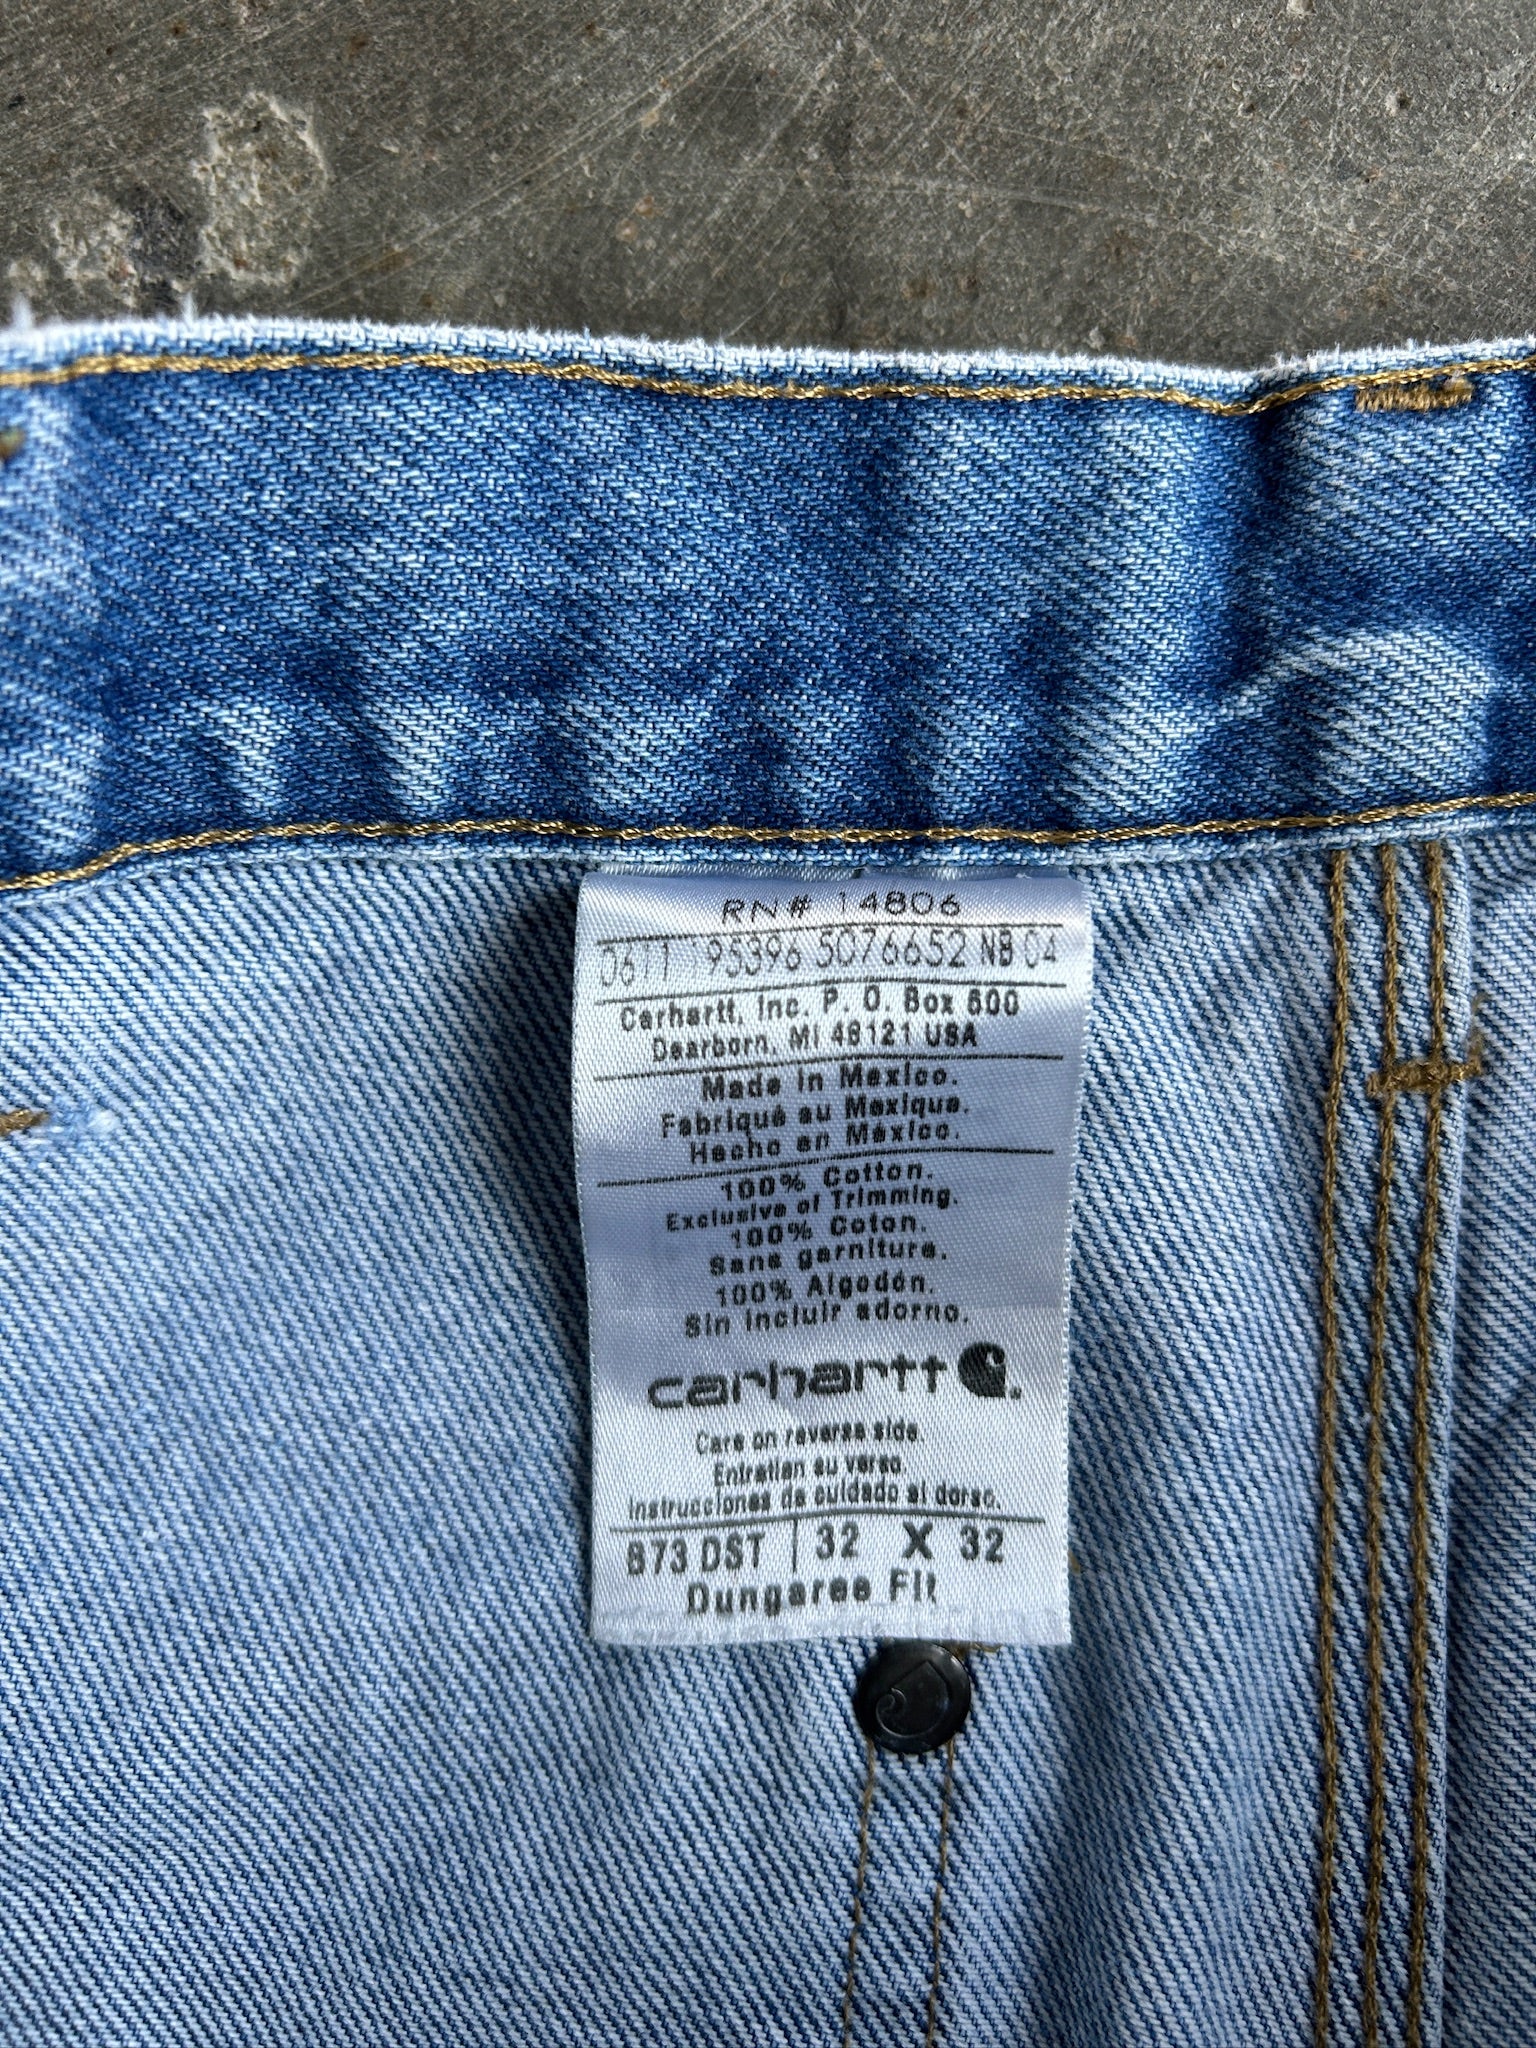 RN# 14806
0611 195396 5076652 NB 04
Carhartt, Inc. P. O. Box 600
Dearborn, MI 48121 USA
Made in Mexico.
Fabriqué au Mexique.
Hecho en México.
100% Cotton.
Exclusive of Trimming.
100% Coton.
Sans garniture.
100% Algodón.
Sin incluir adorno.
carhartt
Care on reverse side.
Entretien au verso.
Instrucciones de cuidado al dorso.
B73 DST | 32 X 32
Dungaree Fit